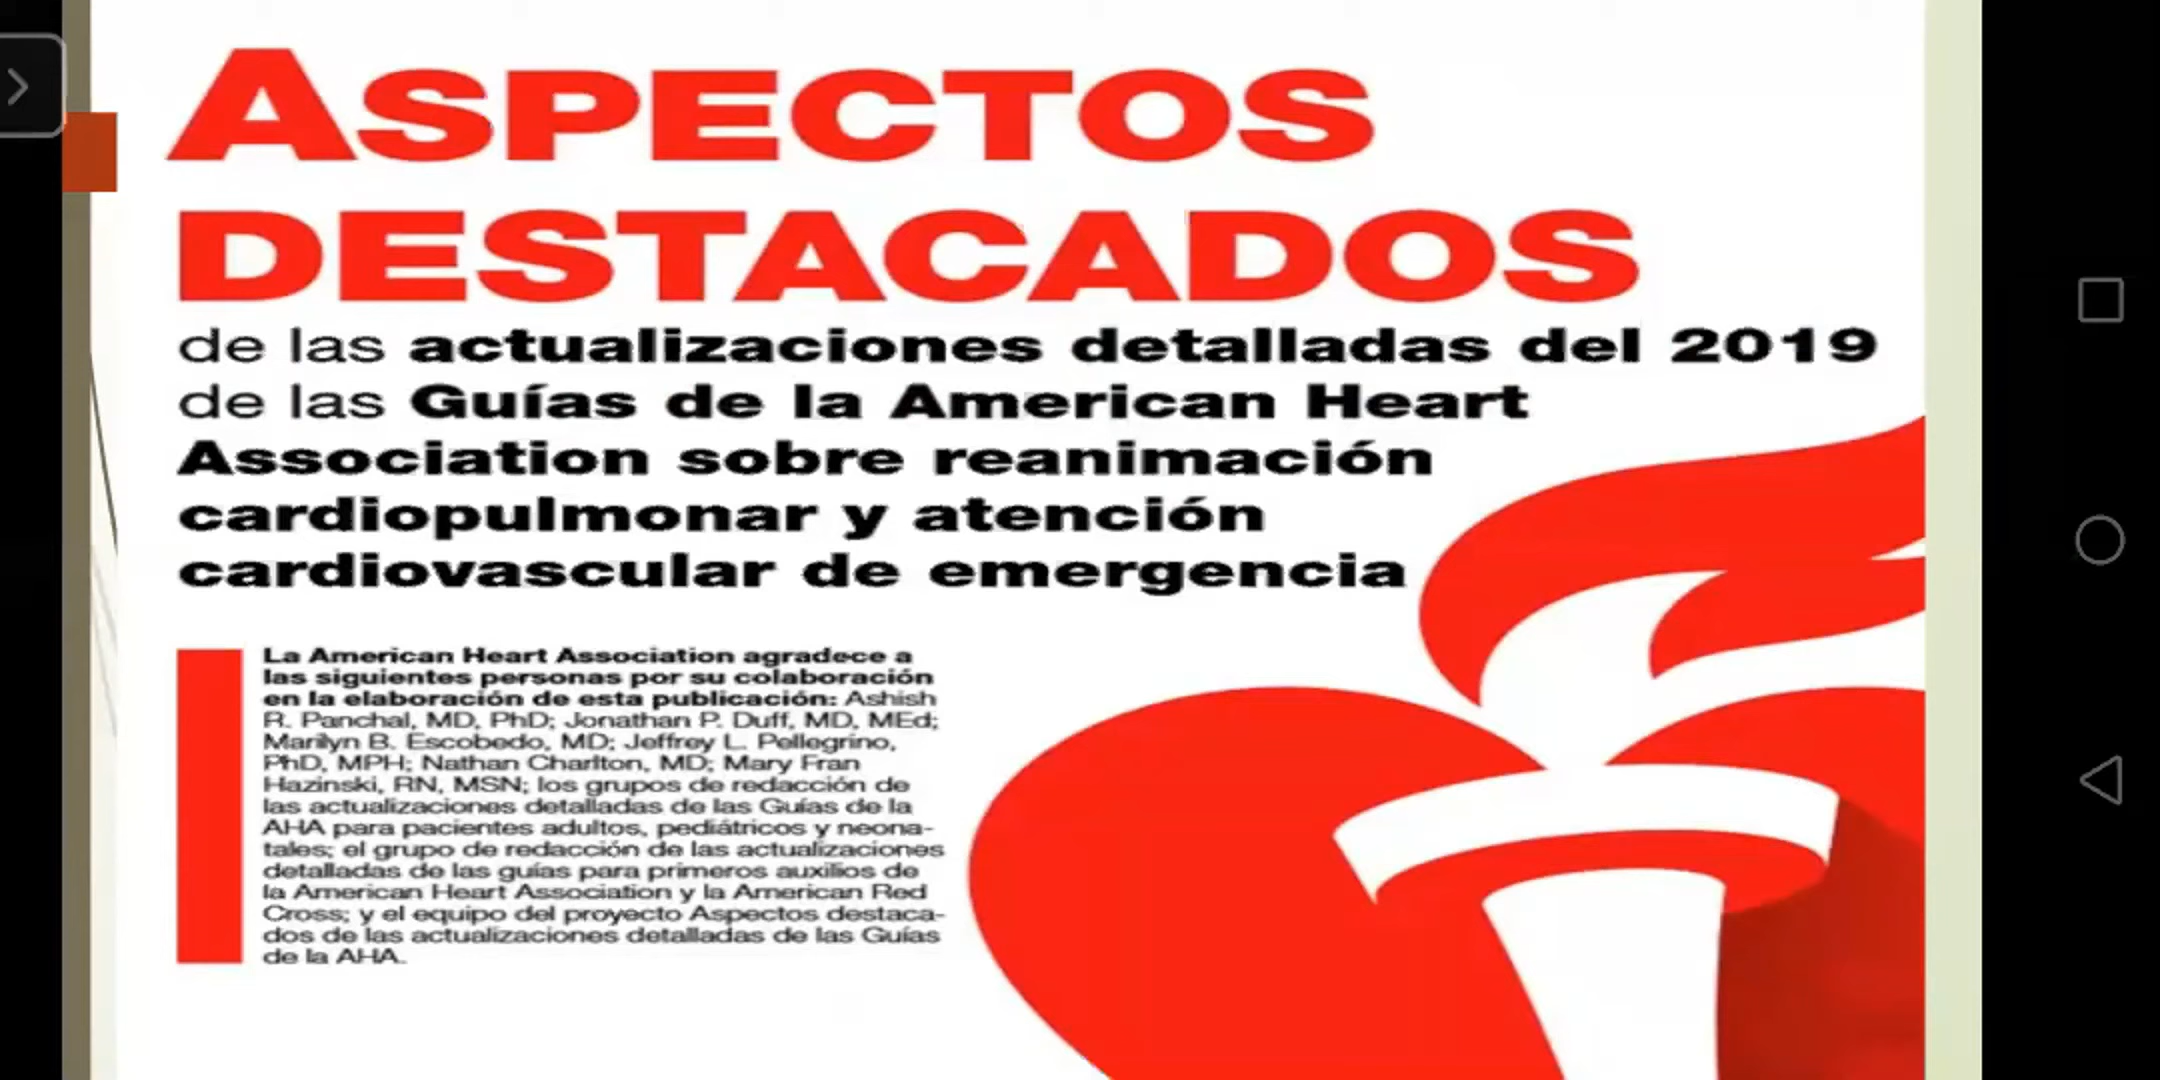 ASPECTOS
DESTACADOS
de las actualizaciones detalladas del 2019
de las Guías de la American Heart
Association sobre reanimación
cardiopulmonar y atención
cardiovascular de emergencia
La American Heart Association agradece a
las siguientes personas por su colaboración
en la elaboración de esta publicación: Ashish
R. Panchal, MD, PhD; Jonathan P. Duff, MD, MEd;
Marilyn B. Escobedo, MD; Jeffrey L. Pellegrino,
PhD, MPH; Nathan Charlton, MD; Mary Fran
Hazinski, RN, MSN; los grupos de redacción de
las actualizaciones detalladas de las Guías de la
AHA para pacientes adultos, pediátricos y neona-
tales; el grupo de redacción de las actualizaciones
detalladas de las guías para primeros auxilios de
la American Heart Association y la American Red
Cross; y el equipo del proyecto Aspectos destaca-
dos de las actualizaciones detalladas de las Guías
de la AHA.